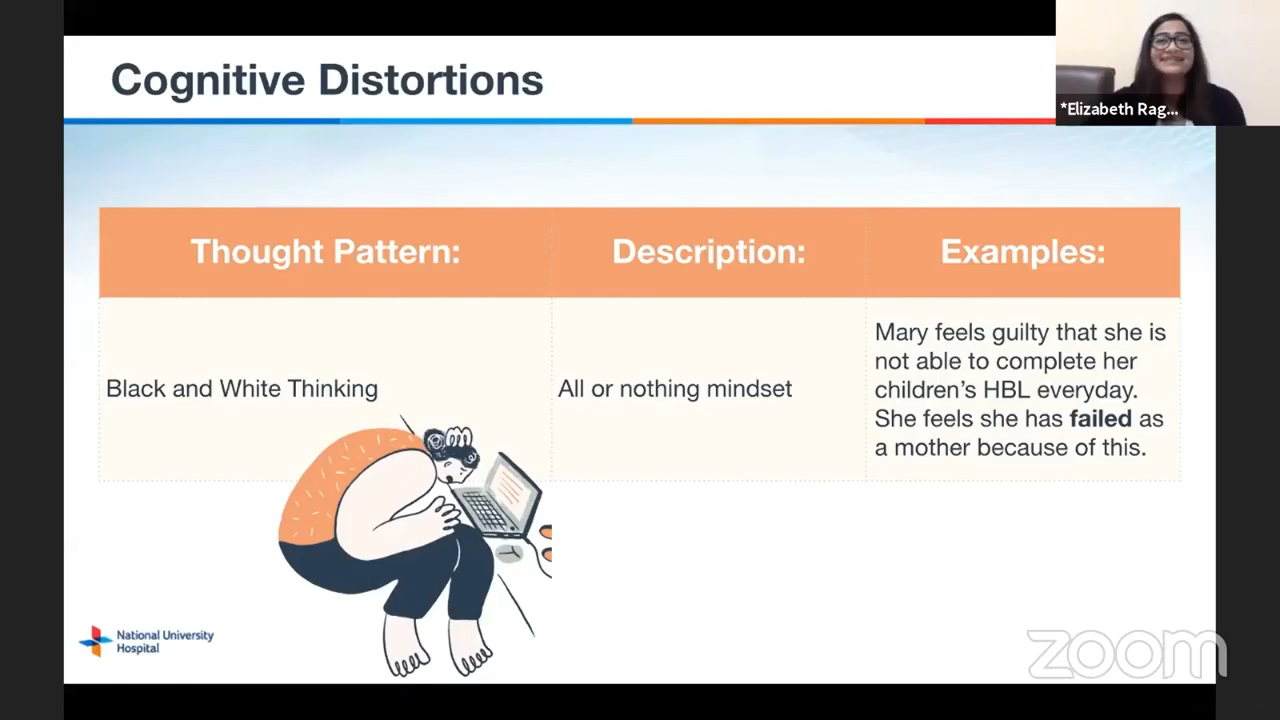 Cognitive Distortions
*Elizabeth Rag...
Thought Pattern:
Description:
Examples:
Black and White Thinking
All or nothing mindset
Mary feels guilty that she is
not able to complete her
children’s HBL everyday.
She feels she has failed as
a mother because of this.
National University
Hospital
zoom